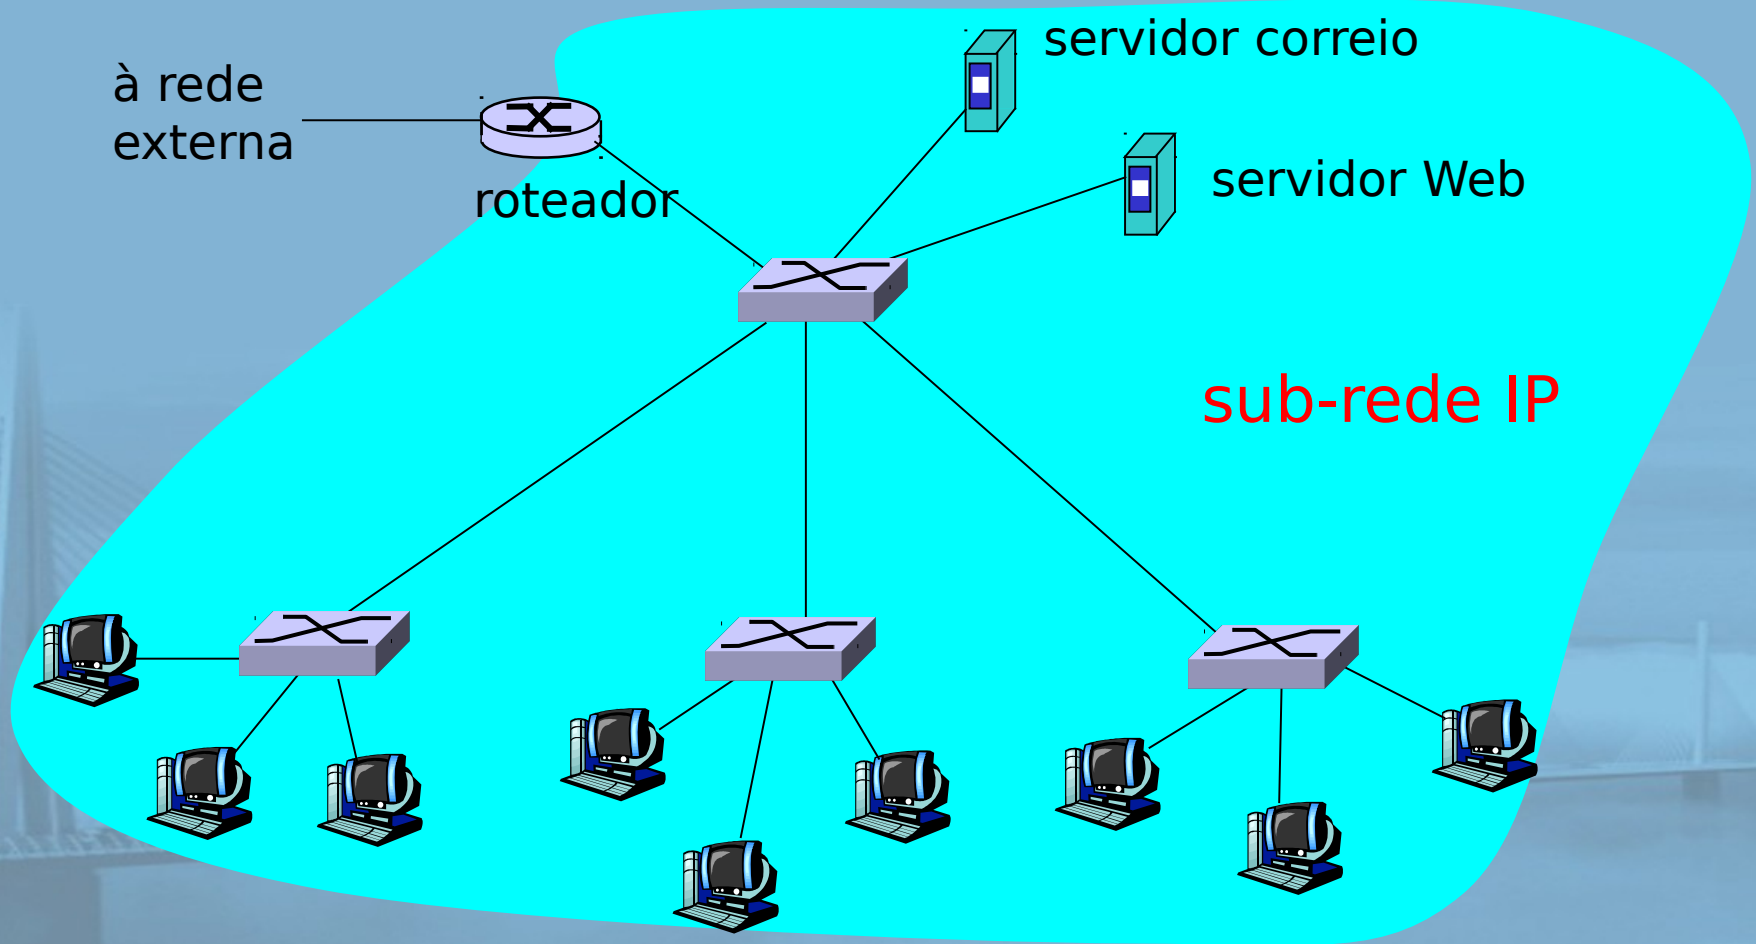 servidor correio
à rede
externa
servidor Web
roteador
sub-rede IP